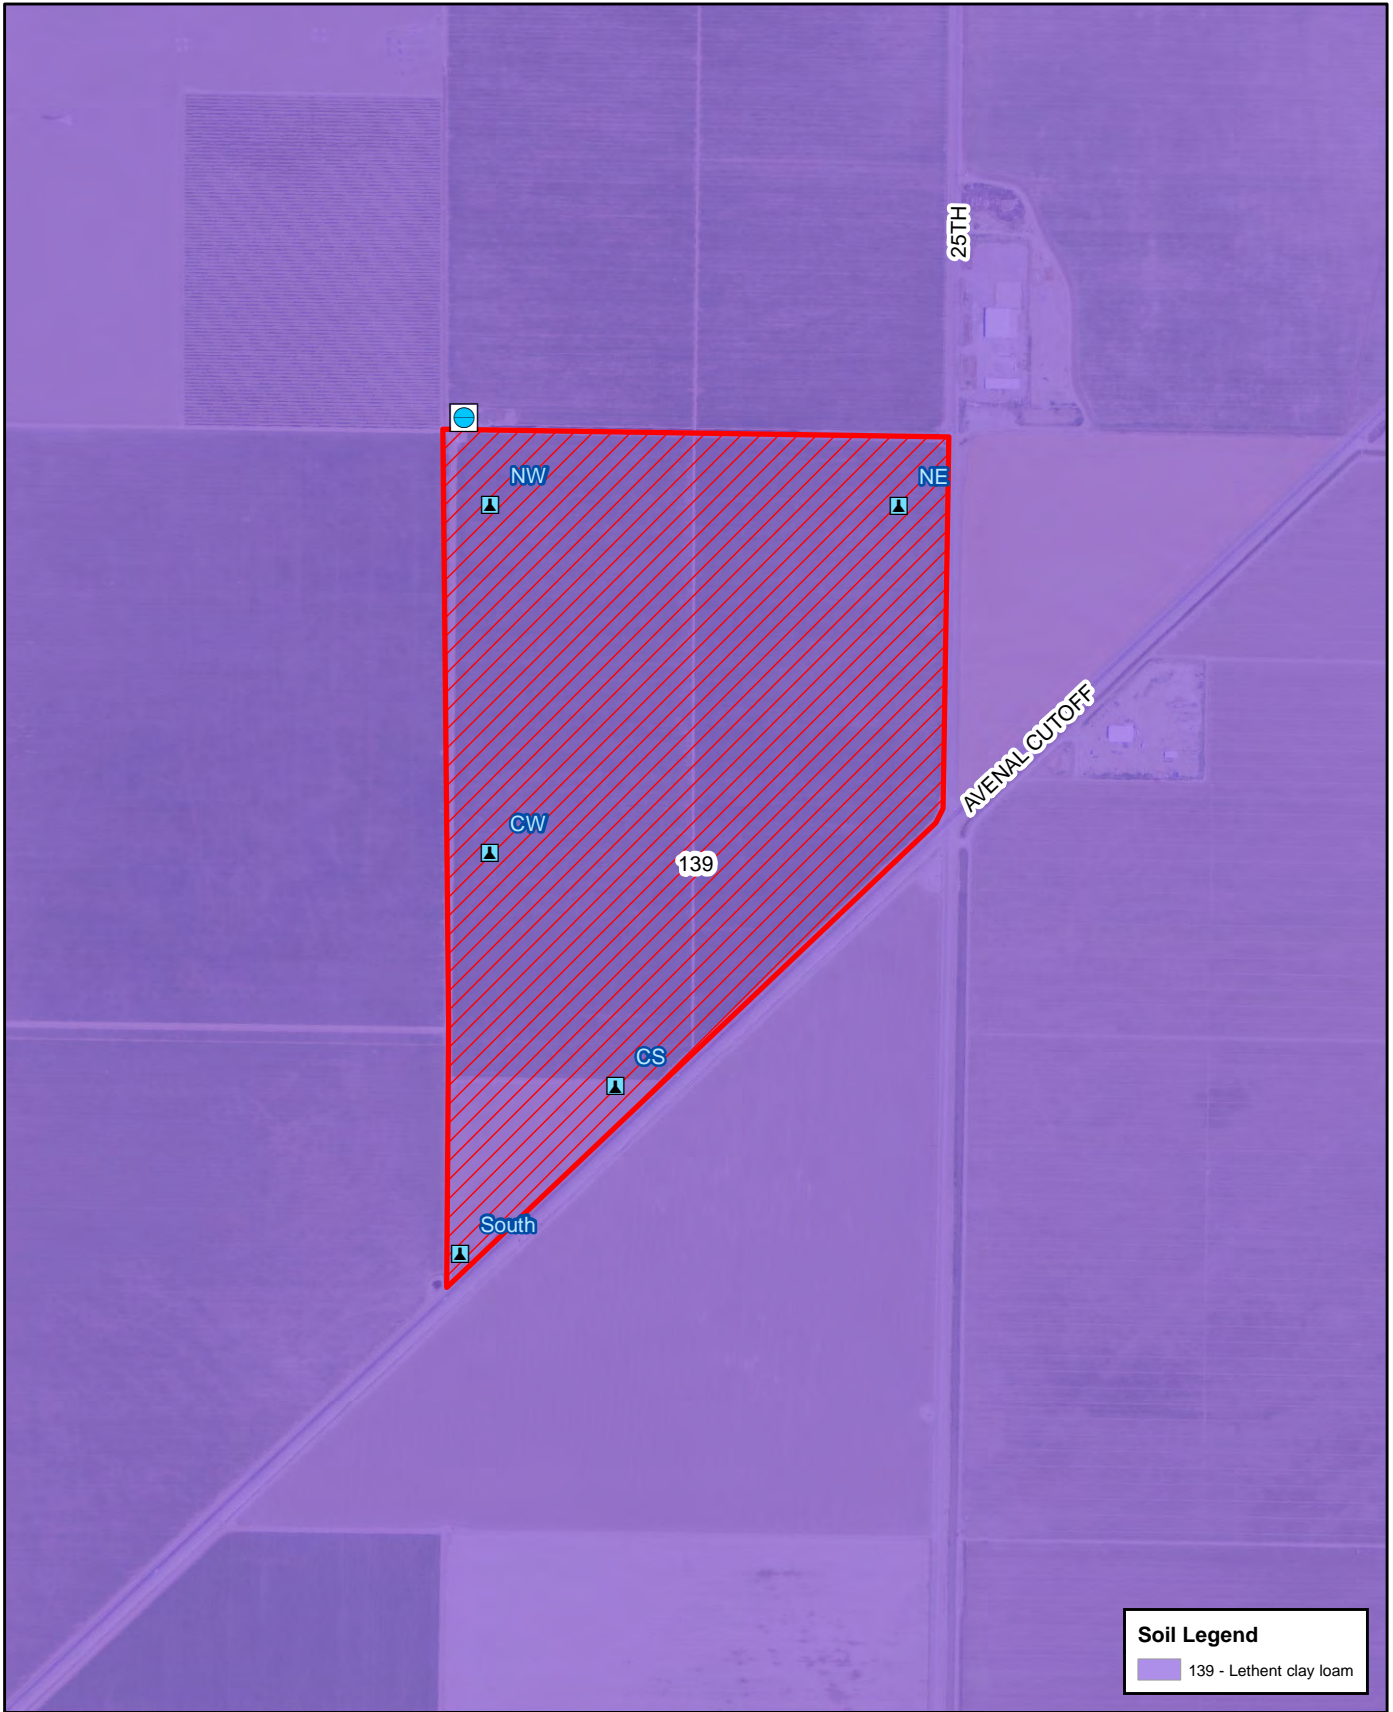 25TH
NW
NE
AVENAL CUTOFF
CW
139
CS
South
Soil Legend
139 - Lethent clay loam